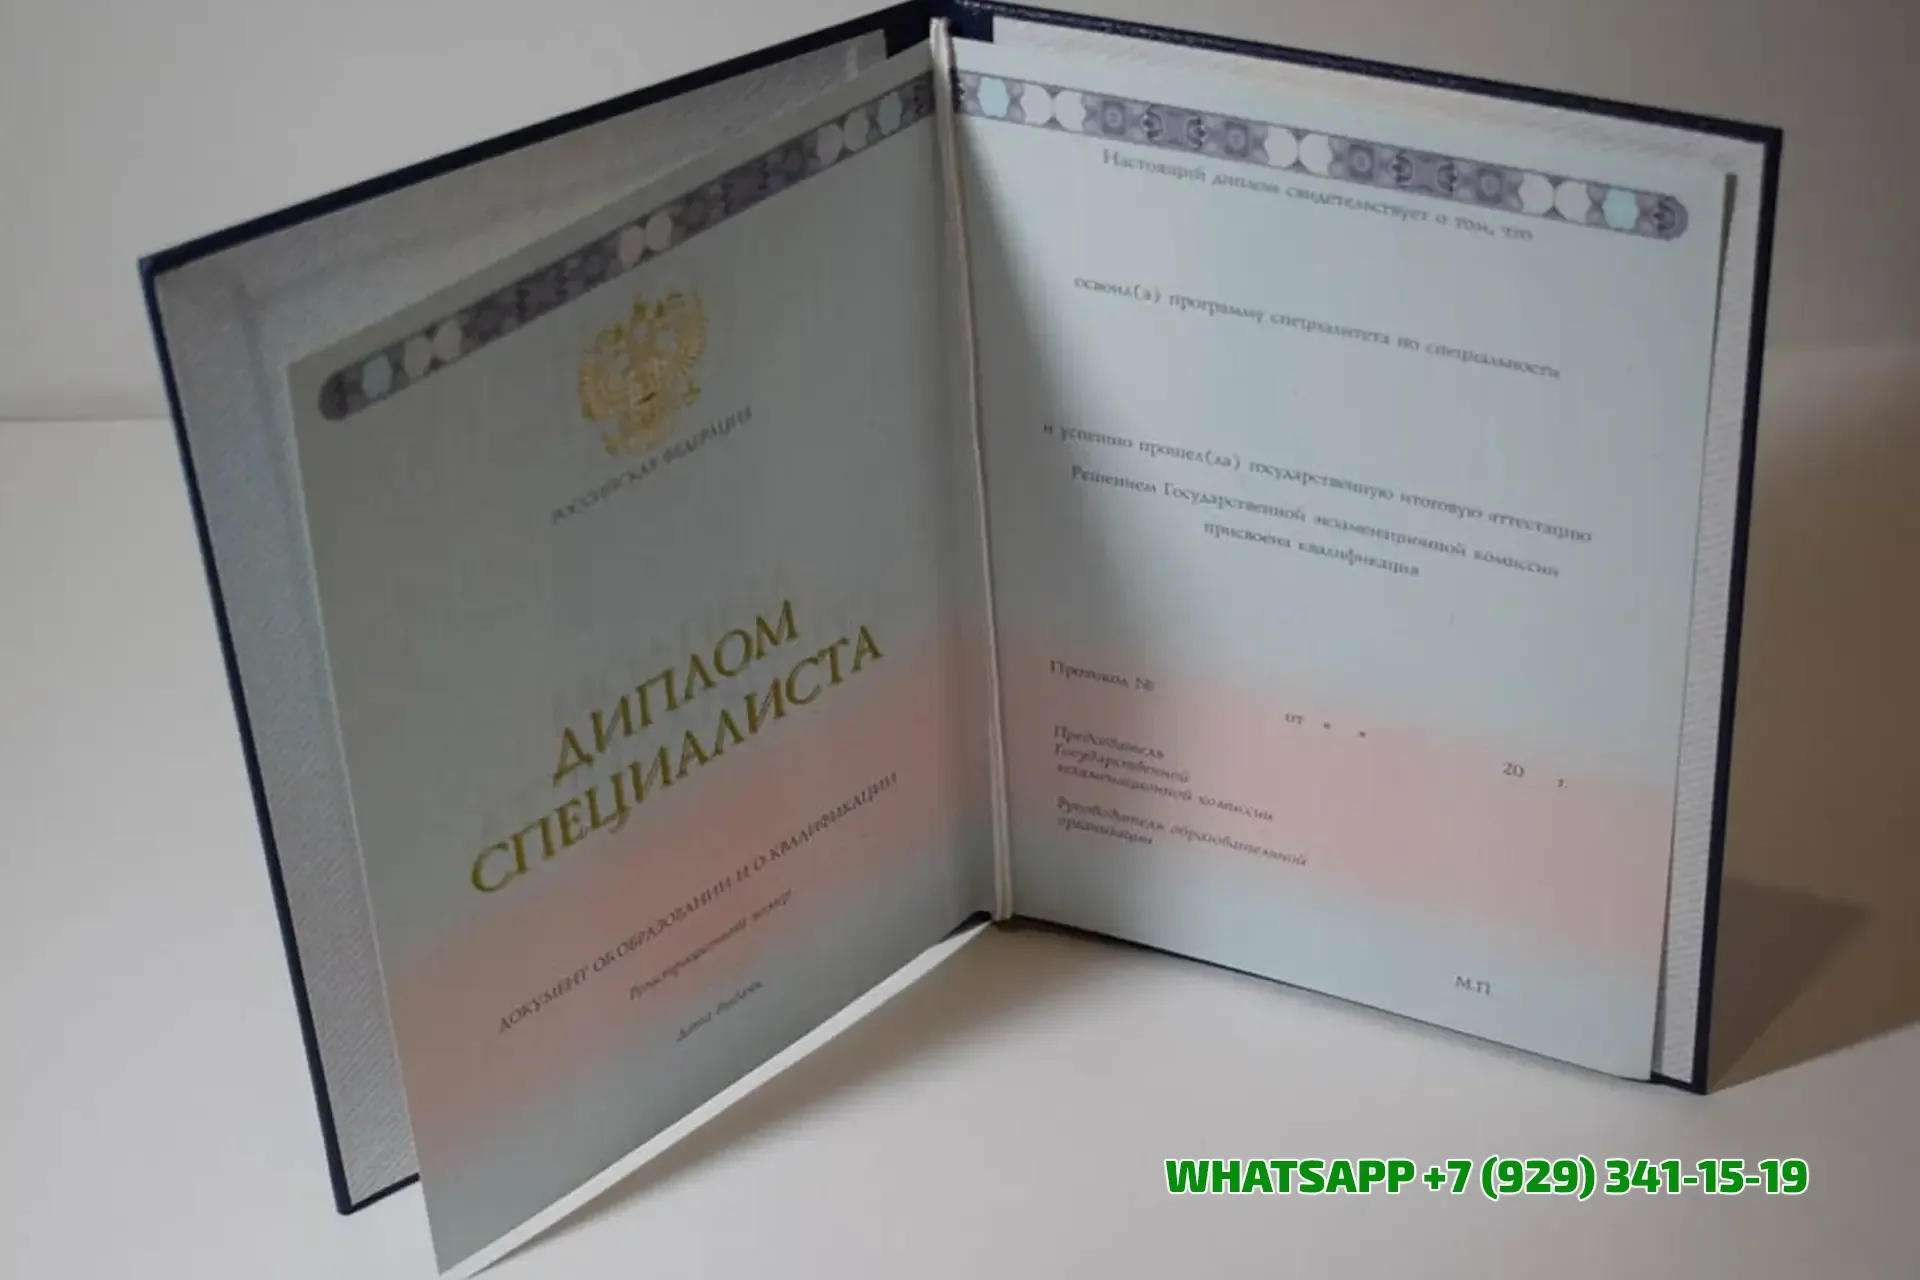 РОССИЙСКАЯ ФЕДЕРАЦИЯ
ДИПЛОМ
СПЕЦИАЛИСТА
ДОКУМЕНТ ОБ ОБРАЗОВАНИИ И О КВАЛИФИКАЦИИ
Регистрационный номер
Дата выдачи
Настоящий диплом свидетельствует о том, что
освоил(а) программу специалитета по специальности
и успешно прошел(ла) государственную итоговую аттестацию
Решением Государственной экзаменационной комиссии
присвоена квалификация
Протокол №
от « »
20 г.
Председатель
Государственной
экзаменационной комиссии
Руководитель образовательной
организации
М.П.
WHATSAPP +7 (929) 341-15-19